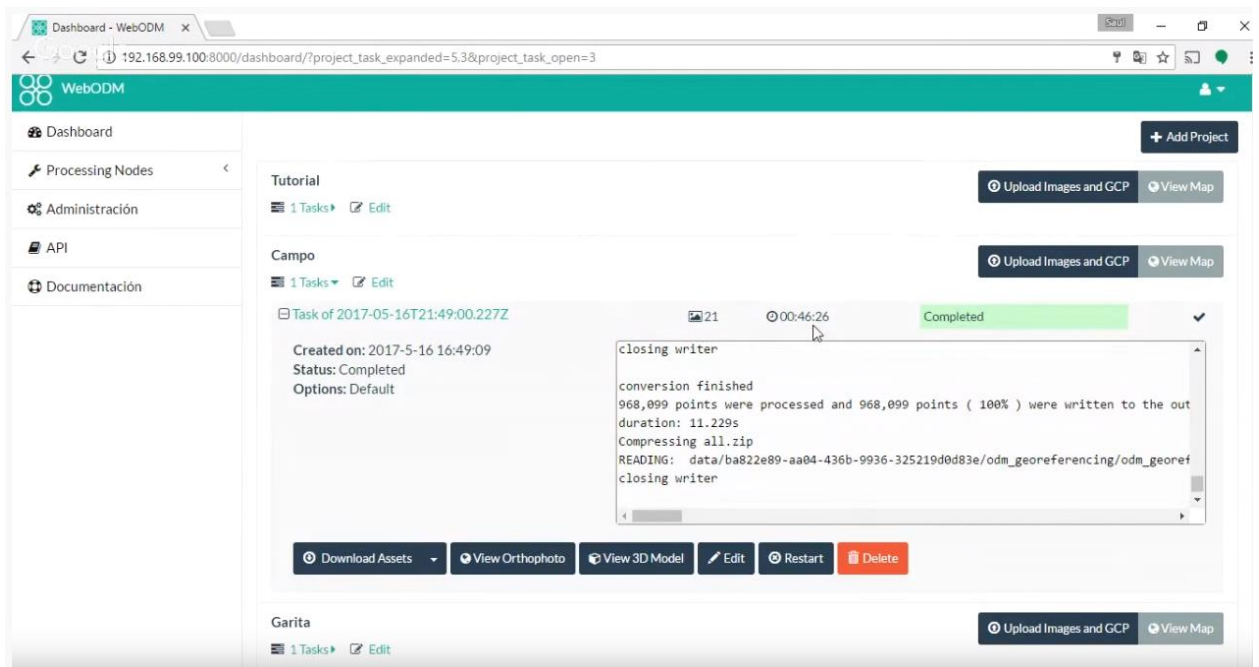 Dashboard - WebODM
Saul
192.168.99.100:8000/dashboard/?project_task_expanded=5.3&project_task_open=3
WebODM
Dashboard
Processing Nodes
Administración
API
Documentación
+ Add Project
Tutorial
1 Tasks
Edit
Upload Images and GCP
View Map
Campo
1 Tasks
Edit
Upload Images and GCP
View Map
Task of 2017-05-16T21:49:00.227Z
21
00:46:26
Completed
Created on: 2017-5-16 16:49:09
Status: Completed
Options: Default
closing writer
conversion finished
968,099 points were processed and 968,099 points ( 100% ) were written to the out
duration: 11.229s
Compressing all.zip
READING:  data/ba822e89-aa04-436b-9936-325219d0d83e/odm_georeferencing/odm_georef
closing writer
Download Assets
View Orthophoto
View 3D Model
Edit
Restart
Delete
Garita
1 Tasks
Edit
Upload Images and GCP
View Map